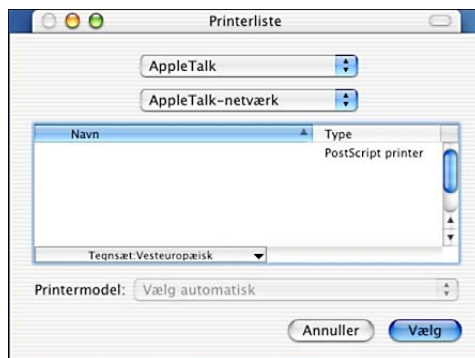 Printerliste
AppleTalk
AppleTalk-netværk
Navn Type
PostScript printer
Tegnsæt:Vesteuropæisk
Printermodel: Vælg automatisk
Annuller Vælg